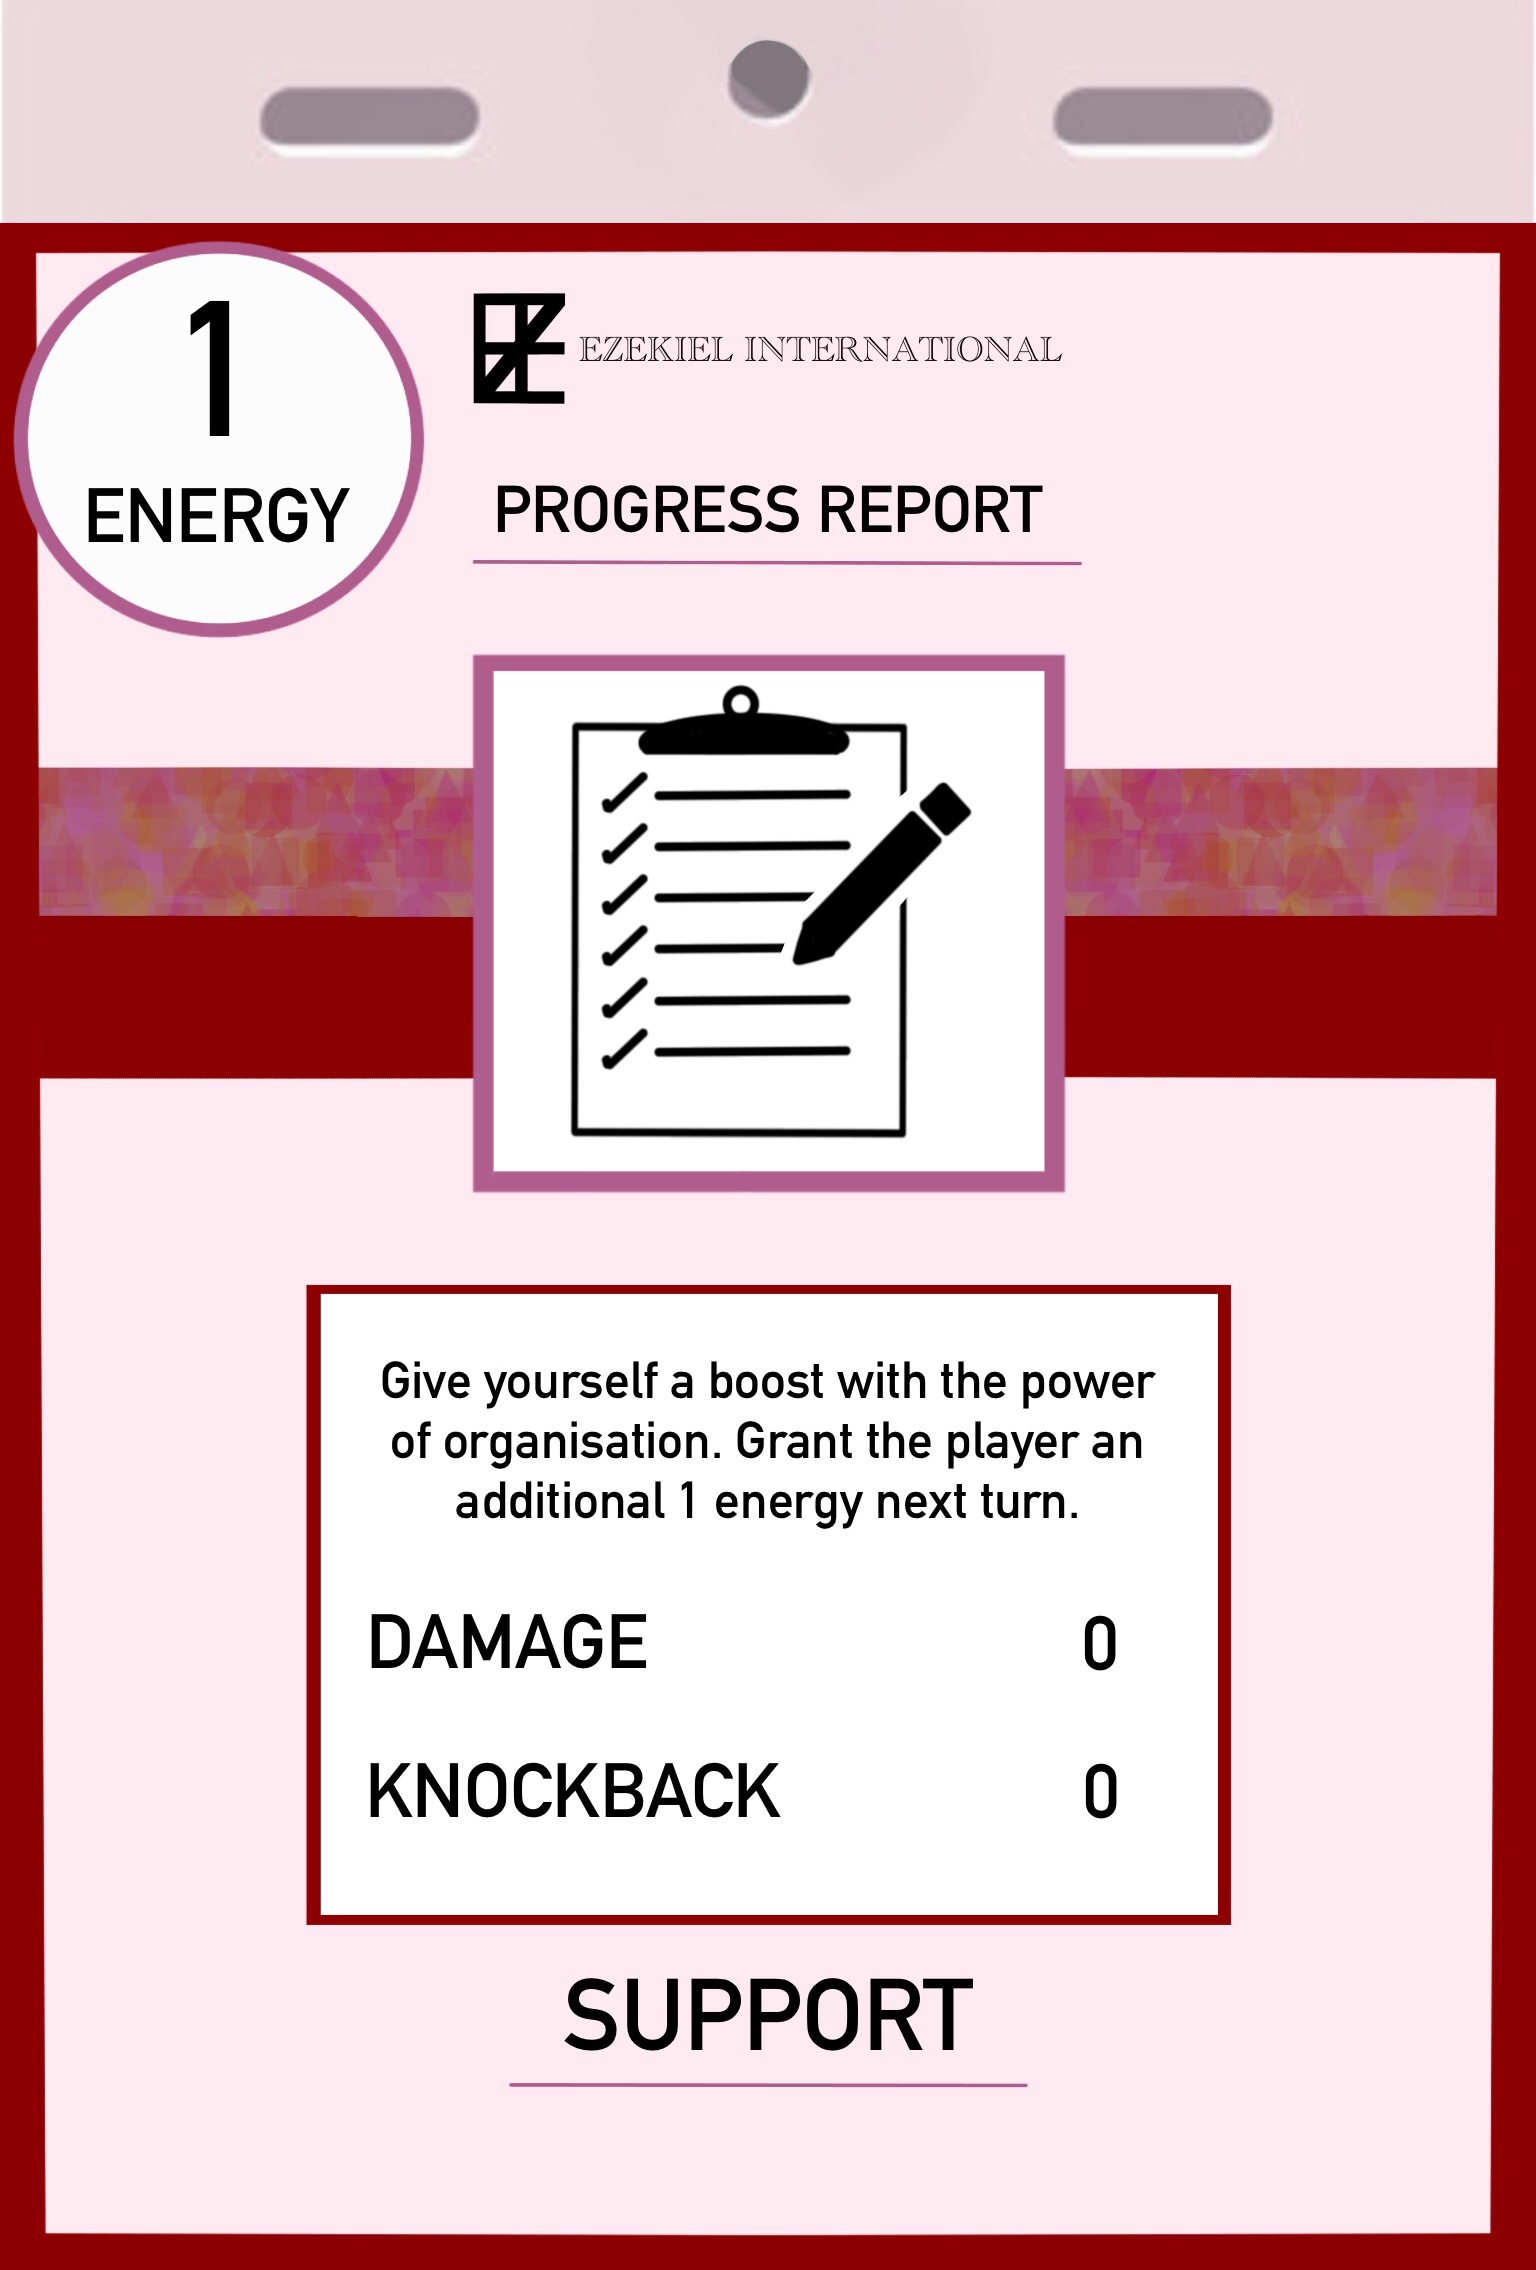 1
ENERGY
EZ EZEKIEL INTERNATIONAL
PROGRESS REPORT
Give yourself a boost with the power
of organisation. Grant the player an
additional 1 energy next turn.
DAMAGE 0
KNOCKBACK 0
SUPPORT